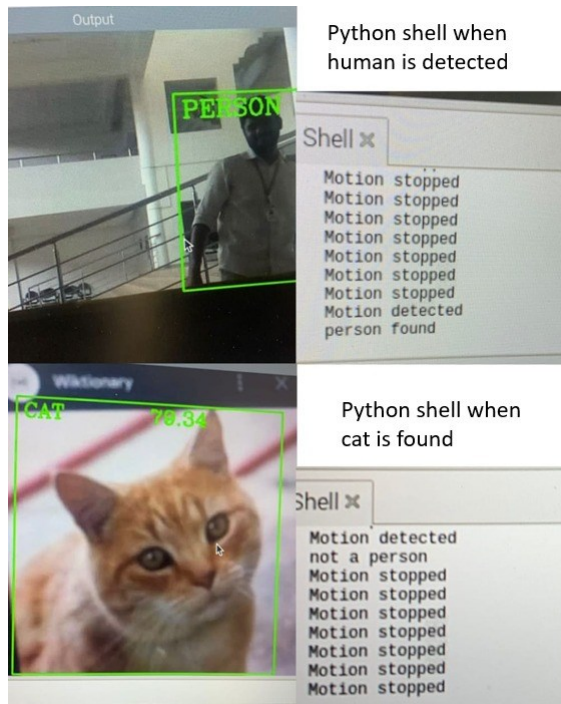 Output
PERSON
Python shell when
human is detected
Shell
Motion stopped
Motion stopped
Motion stopped
Motion stopped
Motion stopped
Motion stopped
Motion stopped
Motion detected
person found
Wiktionary
CAT 79.34
Python shell when
cat is found
Shell
Motion detected
not a person
Motion stopped
Motion stopped
Motion stopped
Motion stopped
Motion stopped
Motion stopped
Motion stopped